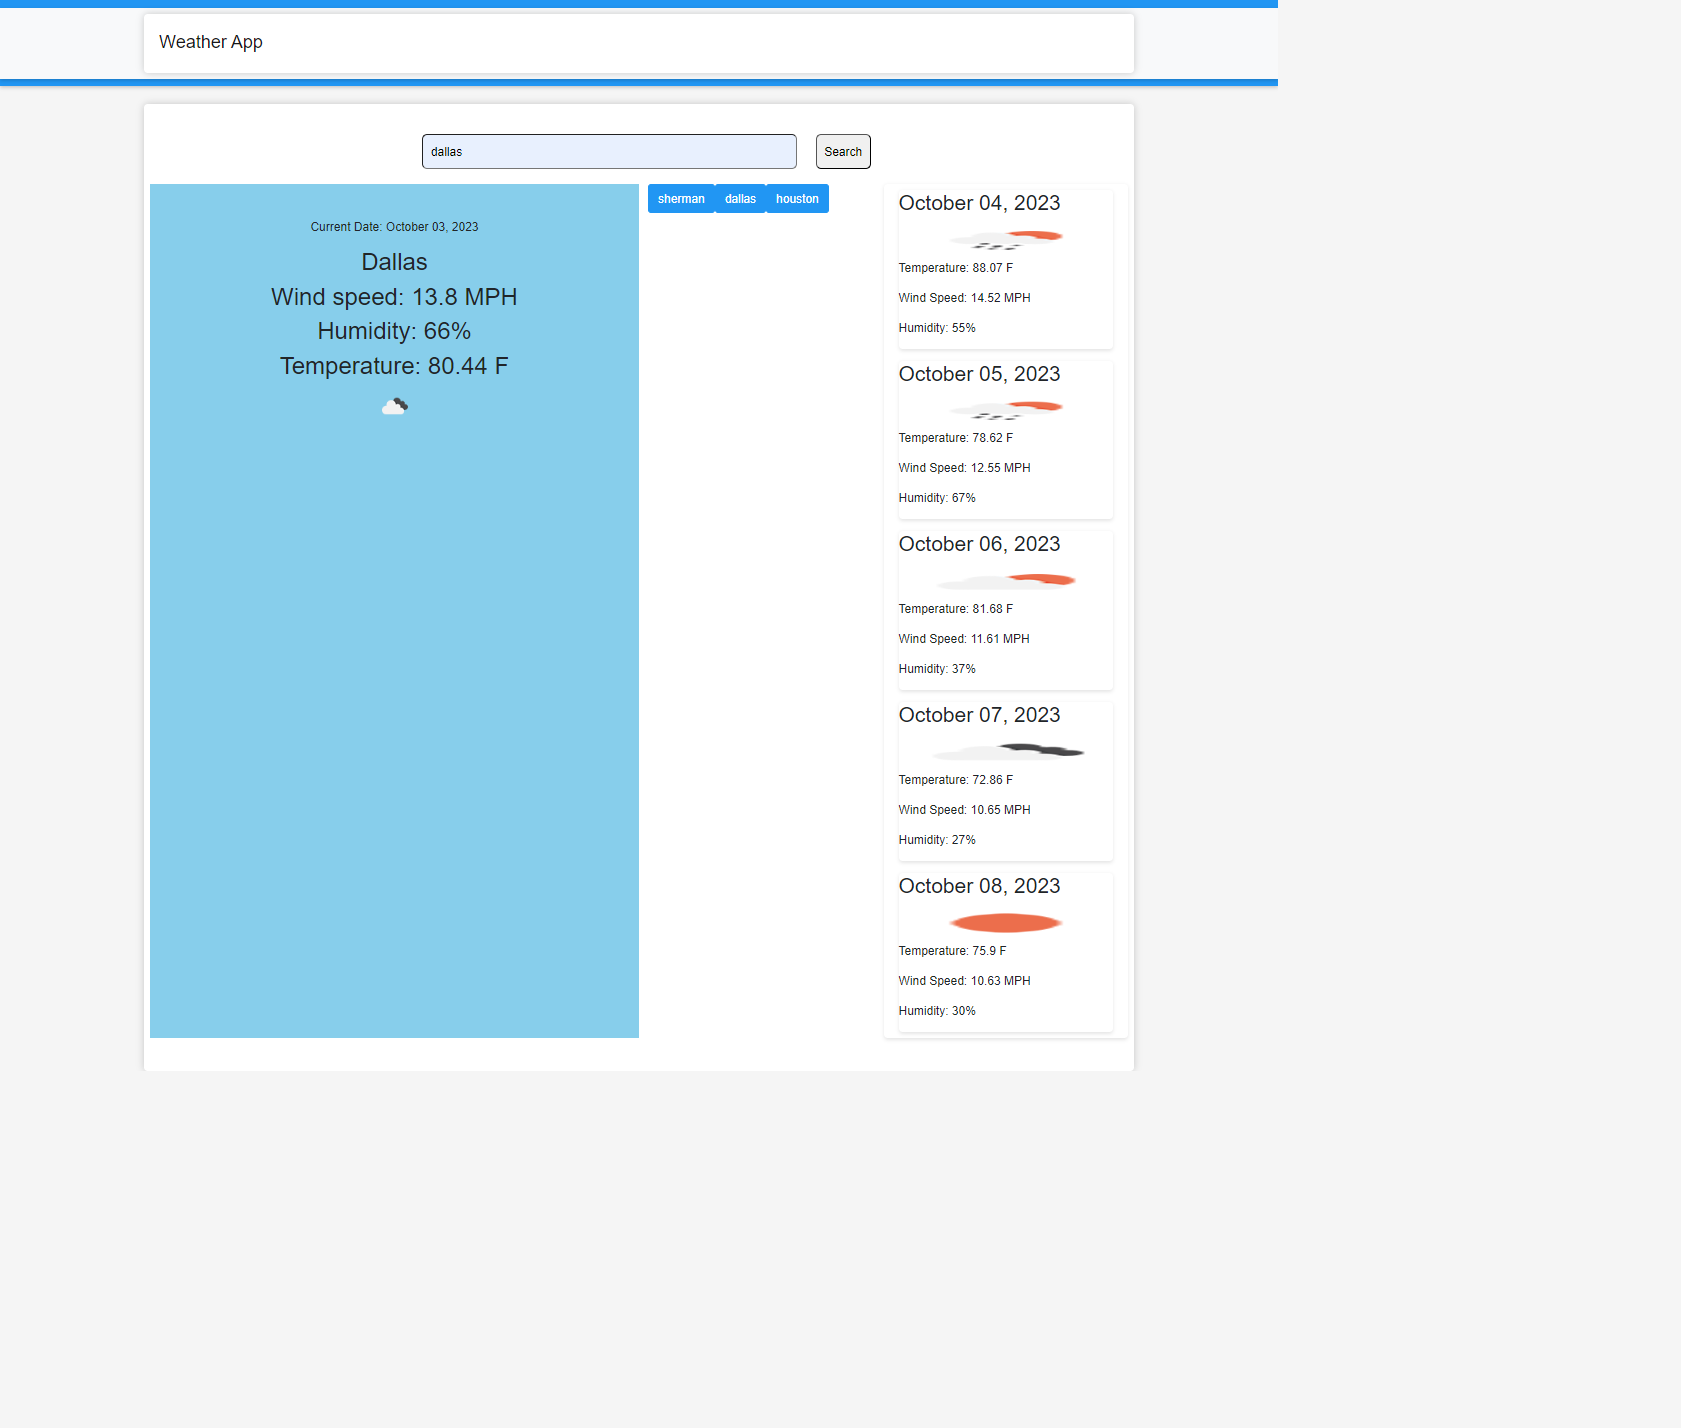 Weather App
dallas
Search
Current Date: October 03, 2023
Dallas
Wind speed: 13.8 MPH
Humidity: 66%
Temperature: 80.44 F
sherman
dallas
houston
October 04, 2023
Temperature: 88.07 F
Wind Speed: 14.52 MPH
Humidity: 55%
October 05, 2023
Temperature: 78.62 F
Wind Speed: 12.55 MPH
Humidity: 67%
October 06, 2023
Temperature: 81.68 F
Wind Speed: 11.61 MPH
Humidity: 37%
October 07, 2023
Temperature: 72.86 F
Wind Speed: 10.65 MPH
Humidity: 27%
October 08, 2023
Temperature: 75.9 F
Wind Speed: 10.63 MPH
Humidity: 30%